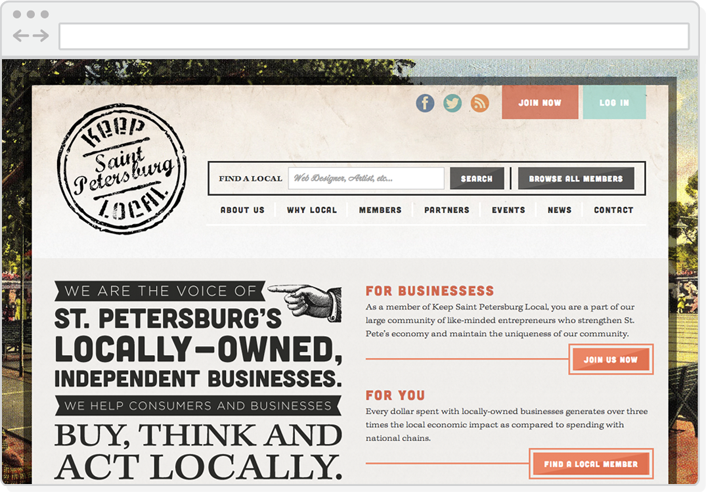 JOIN NOW
LOG IN
Keep
Saint
Petersburg
LOCAL
FIND A LOCAL
Web Designer, Artist, etc...
SEARCH
BROWSE ALL MEMBERS
ABOUT US
WHY LOCAL
MEMBERS
PARTNERS
EVENTS
NEWS
CONTACT
WE ARE THE VOICE OF
ST. PETERSBURG'S
LOCALLY-OWNED,
INDEPENDENT BUSINESSES.
WE HELP CONSUMERS AND BUSINESSES
BUY, THINK AND
ACT LOCALLY.
FOR BUSINESSESS
As a member of Keep Saint Petersburg Local, you are a part of our
large community of like-minded entrepreneurs who strengthen St.
Pete's economy and maintain the uniqueness of our community.
JOIN US NOW
FOR YOU
Every dollar spent with locally-owned businesses generates over three
times the local economic impact as compared to spending with
national chains.
FIND A LOCAL MEMBER